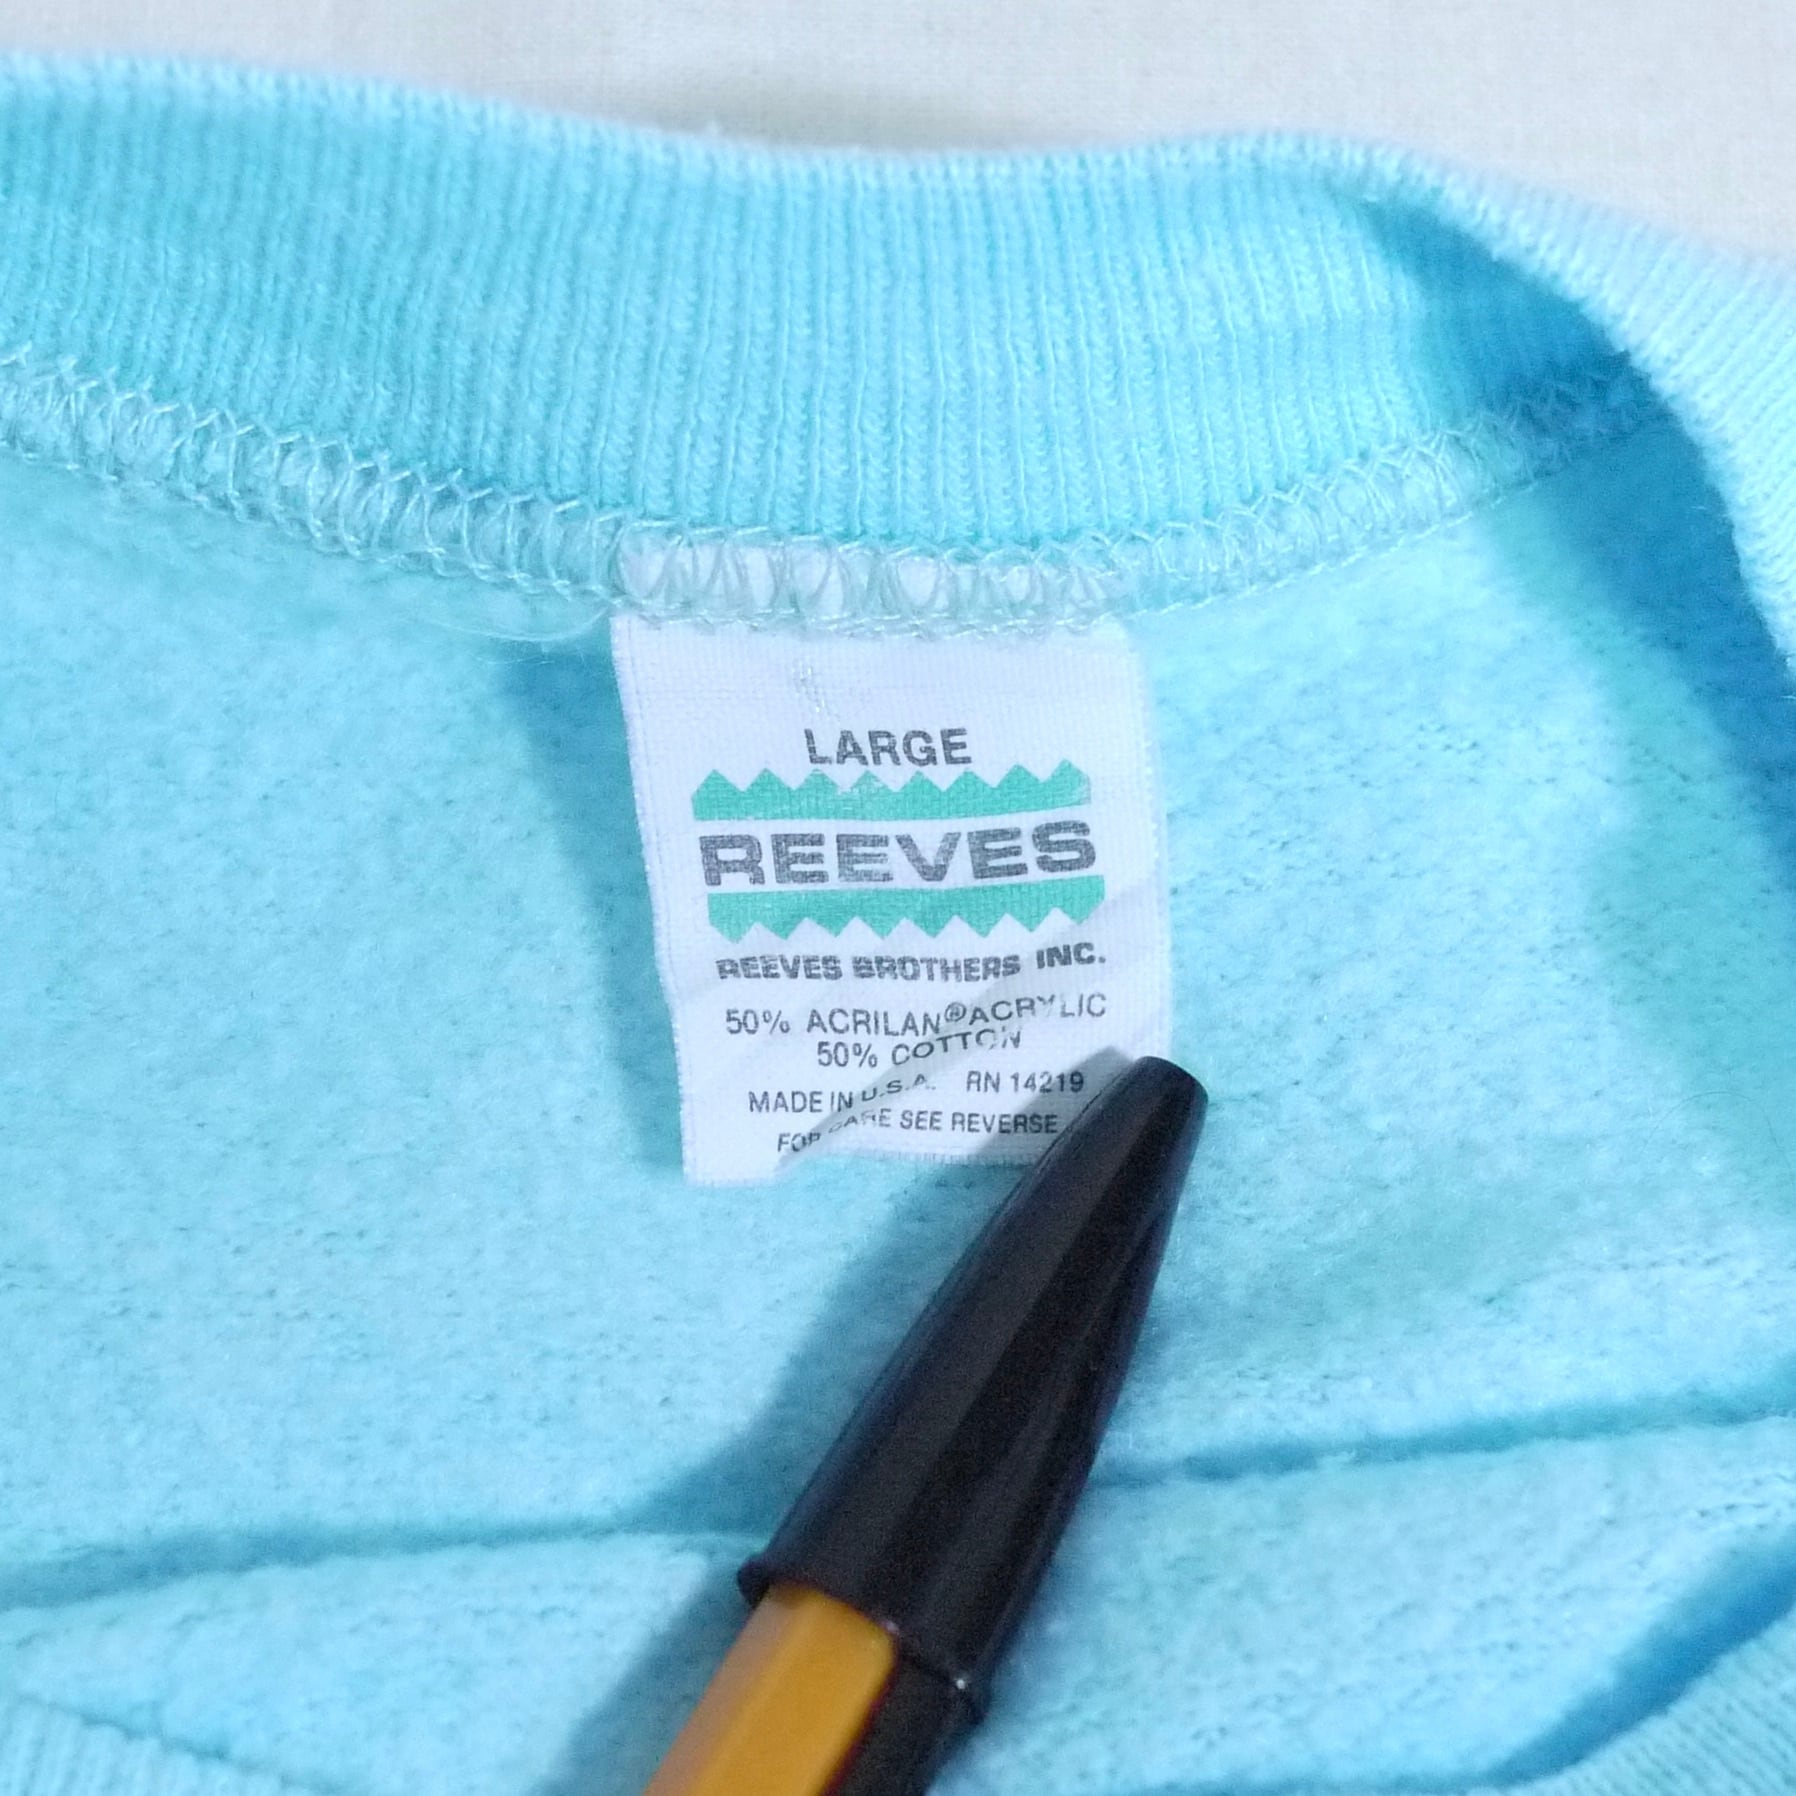 LARGE
REEVES
REEVES BROTHERS INC.
50% ACRILAN® ACRYLIC
50% COTTON
MADE IN U.S.A. RN 14219
FOR CARE SEE REVERSE